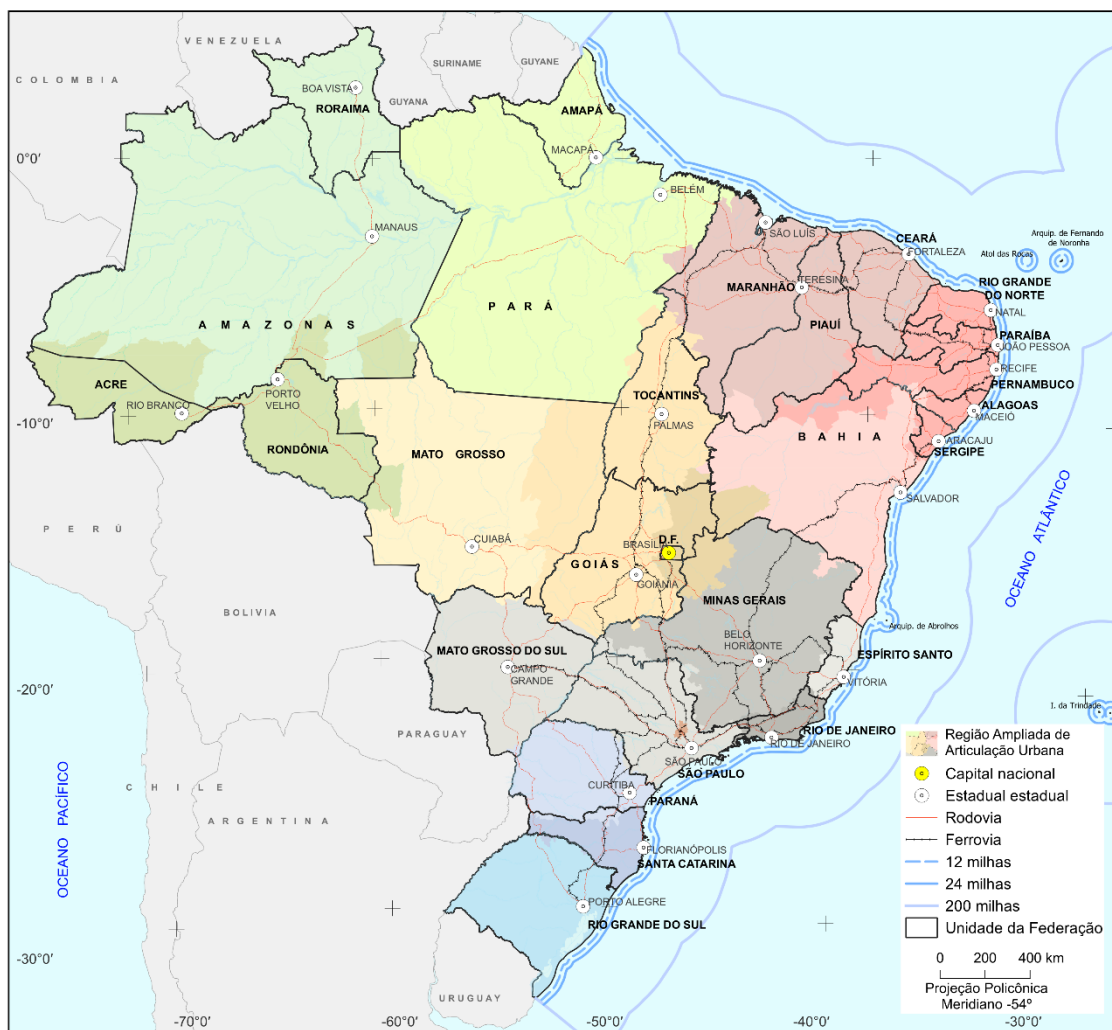 VENEZUELA
COLOMBIA
SURINAME
GUYANE
GUYANA
BOA VISTA
RORAIMA
AMAPÁ
MACAPÁ
0°0'
BELÉM
MANAUS
SÃO LUÍS
CEARÁ
FORTALEZA
Atol das Rocas
Arquip. de Fernando
de Noronha
MARANHÃO
TERESINA
RIO GRANDE
DO NORTE
NATAL
PARÁ
AMAZONAS
PIAUÍ
PARAÍBA
JOÃO PESSOA
RECIFE
PERNAMBUCO
ACRE
RIO BRANCO
PORTO
VELHO
TOCANTINS
PALMAS
ALAGOAS
MACEIÓ
-10°0'
RONDÔNIA
MATO GROSSO
BAHIA
ARACAJU
SERGIPE
SALVADOR
PERÚ
CUIABÁ
BRASÍLIA
D.F.
GOIÁS
GOIÂNIA
OCEANO ATLÂNTICO
BOLIVIA
MINAS GERAIS
BELO
HORIZONTE
Arquip. de Abrolhos
MATO GROSSO DO SUL
CAMPO
GRANDE
ESPÍRITO SANTO
VITÓRIA
-20°0'
I. da Trindade
PARAGUAY
RIO DE JANEIRO
RIO DE JANEIRO
SÃO PAULO
SÃO PAULO
CHILE
ARGENTINA
CURITIBA
PARANÁ
OCEANO PACÍFICO
FLORIANÓPOLIS
SANTA CATARINA
PORTO ALEGRE
RIO GRANDE DO SUL
-30°0'
URUGUAY
Região Ampliada de
Articulação Urbana
Capital nacional
Estadual estadual
Rodovia
Ferrovia
12 milhas
24 milhas
200 milhas
Unidade da Federação
0 200 400 km
Projeção Policônica
Meridiano -54º
-70°0'
-60°0'
-50°0'
-40°0'
-30°0'